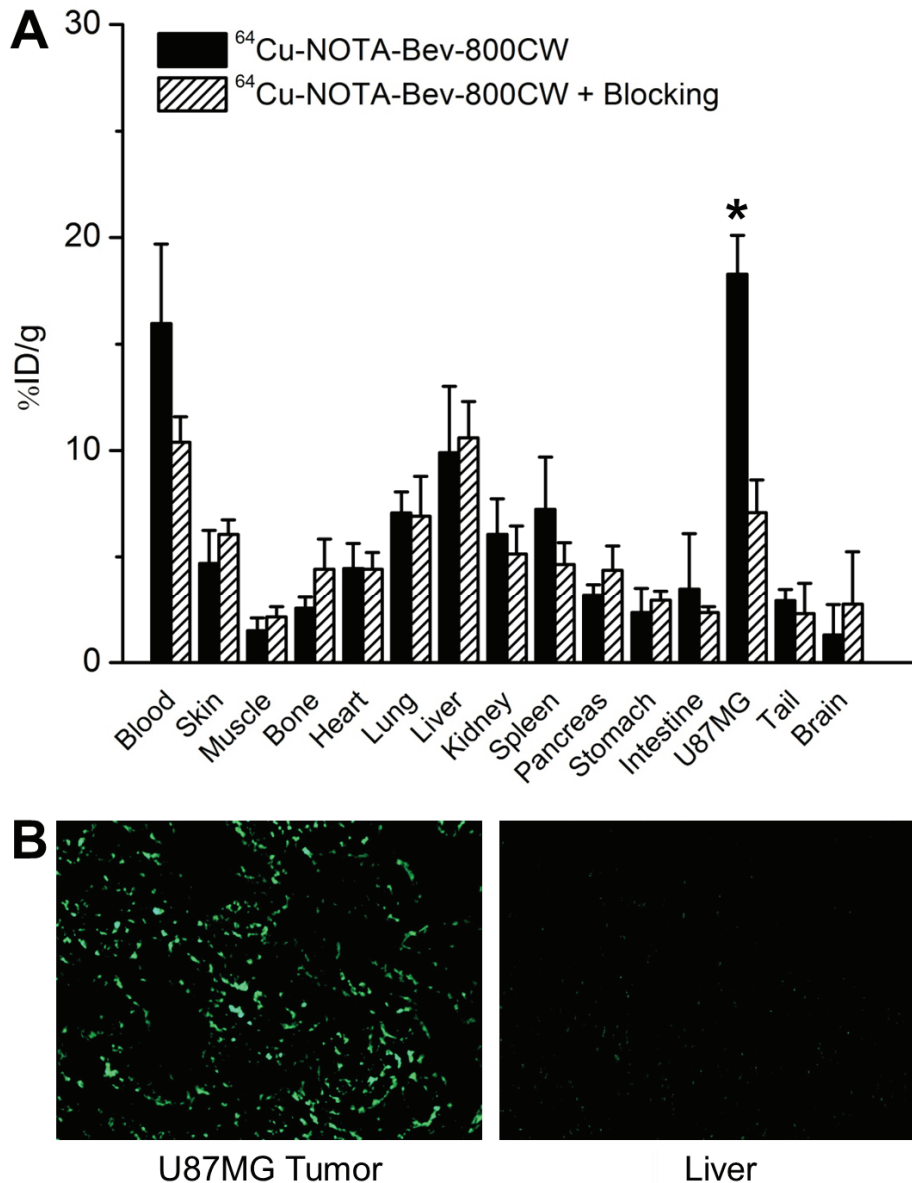 A
30
20
10
0
%ID/g
⁶⁴Cu-NOTA-Bev-800CW
⁶⁴Cu-NOTA-Bev-800CW + Blocking
*
Blood
Skin
Muscle
Bone
Heart
Lung
Liver
Kidney
Spleen
Pancreas
Stomach
Intestine
U87MG
Tail
Brain
B
U87MG Tumor
Liver